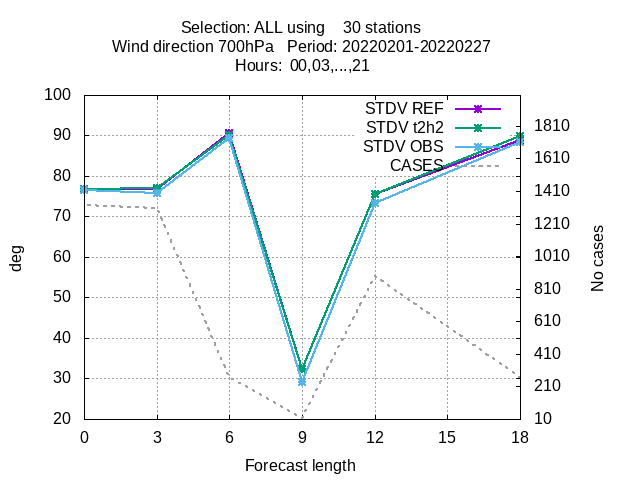 Selection: ALL using    30 stations
Wind direction 700hPa   Period: 20220201-20220227
Hours:  00,03,...,21
100
90
80
70
60
50
40
30
20
deg
STDV REF
STDV t2h2
STDV OBS
CASES
1810
1610
1410
1210
1010
810
610
410
210
10
No cases
0 3 6 9 12 15 18
Forecast length